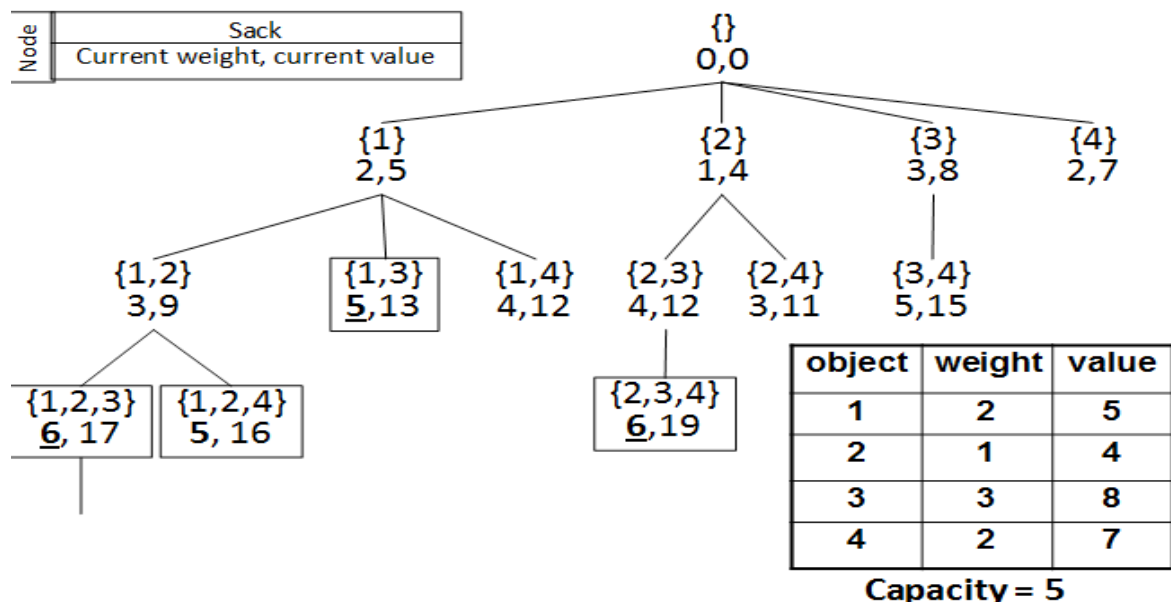 Node
Sack
Current weight, current value
{}
0,0
{1} {2} {3} {4}
2,5 1,4 3,8 2,7
{1,2} {1,3} {1,4} {2,3} {2,4} {3,4}
3,9 5,13 4,12 4,12 3,11 5,15
{1,2,3} {1,2,4} {2,3,4}
6, 17 5, 16 6,19
object weight value
1 2 5
2 1 4
3 3 8
4 2 7
Capacity = 5